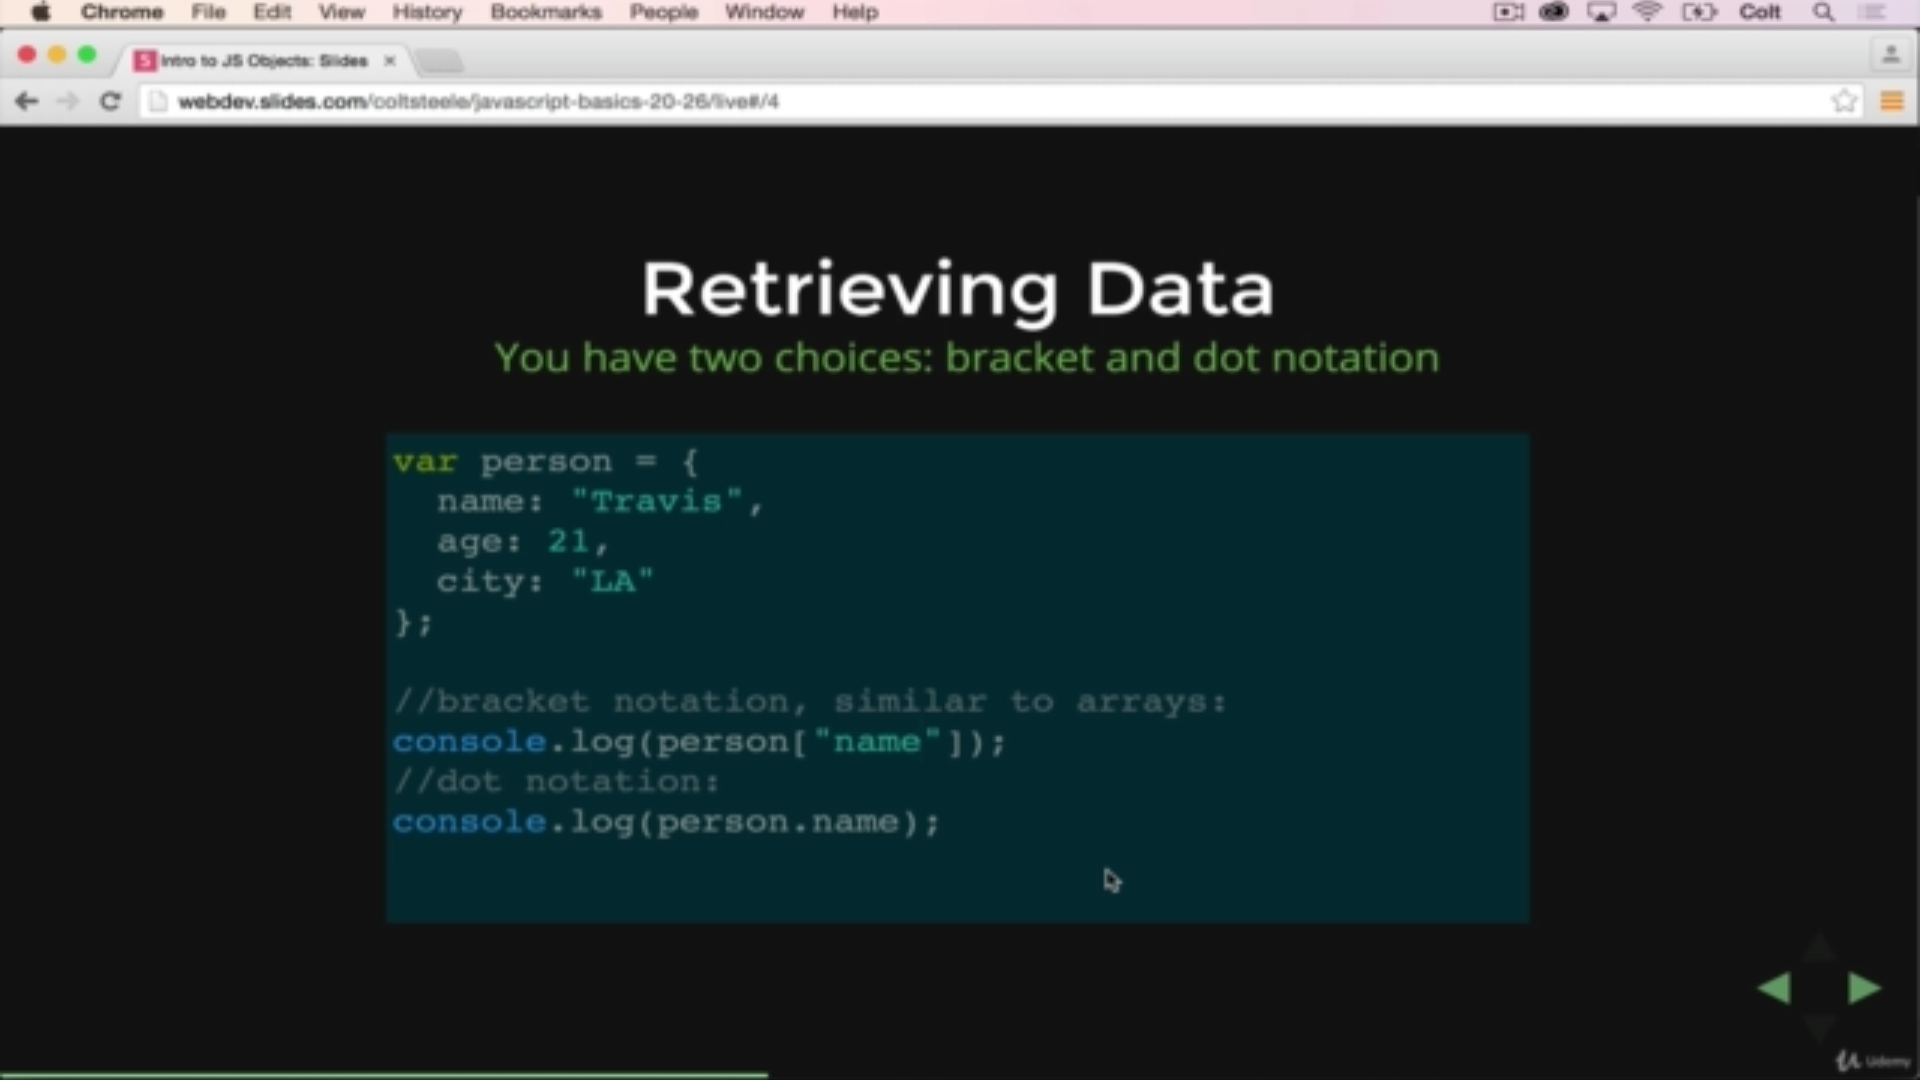 Chrome File Edit View History Bookmarks People Window Help Colt
S Intro to JS Objects: Slides
webdev.slides.com/coltsteele/javascript-basics-20-26/live#/4
Retrieving Data
You have two choices: bracket and dot notation
var person = {
name: "Travis",
age: 21,
city: "LA"
};
//bracket notation, similar to arrays:
console.log(person["name"]);
//dot notation:
console.log(person.name);
Udemy